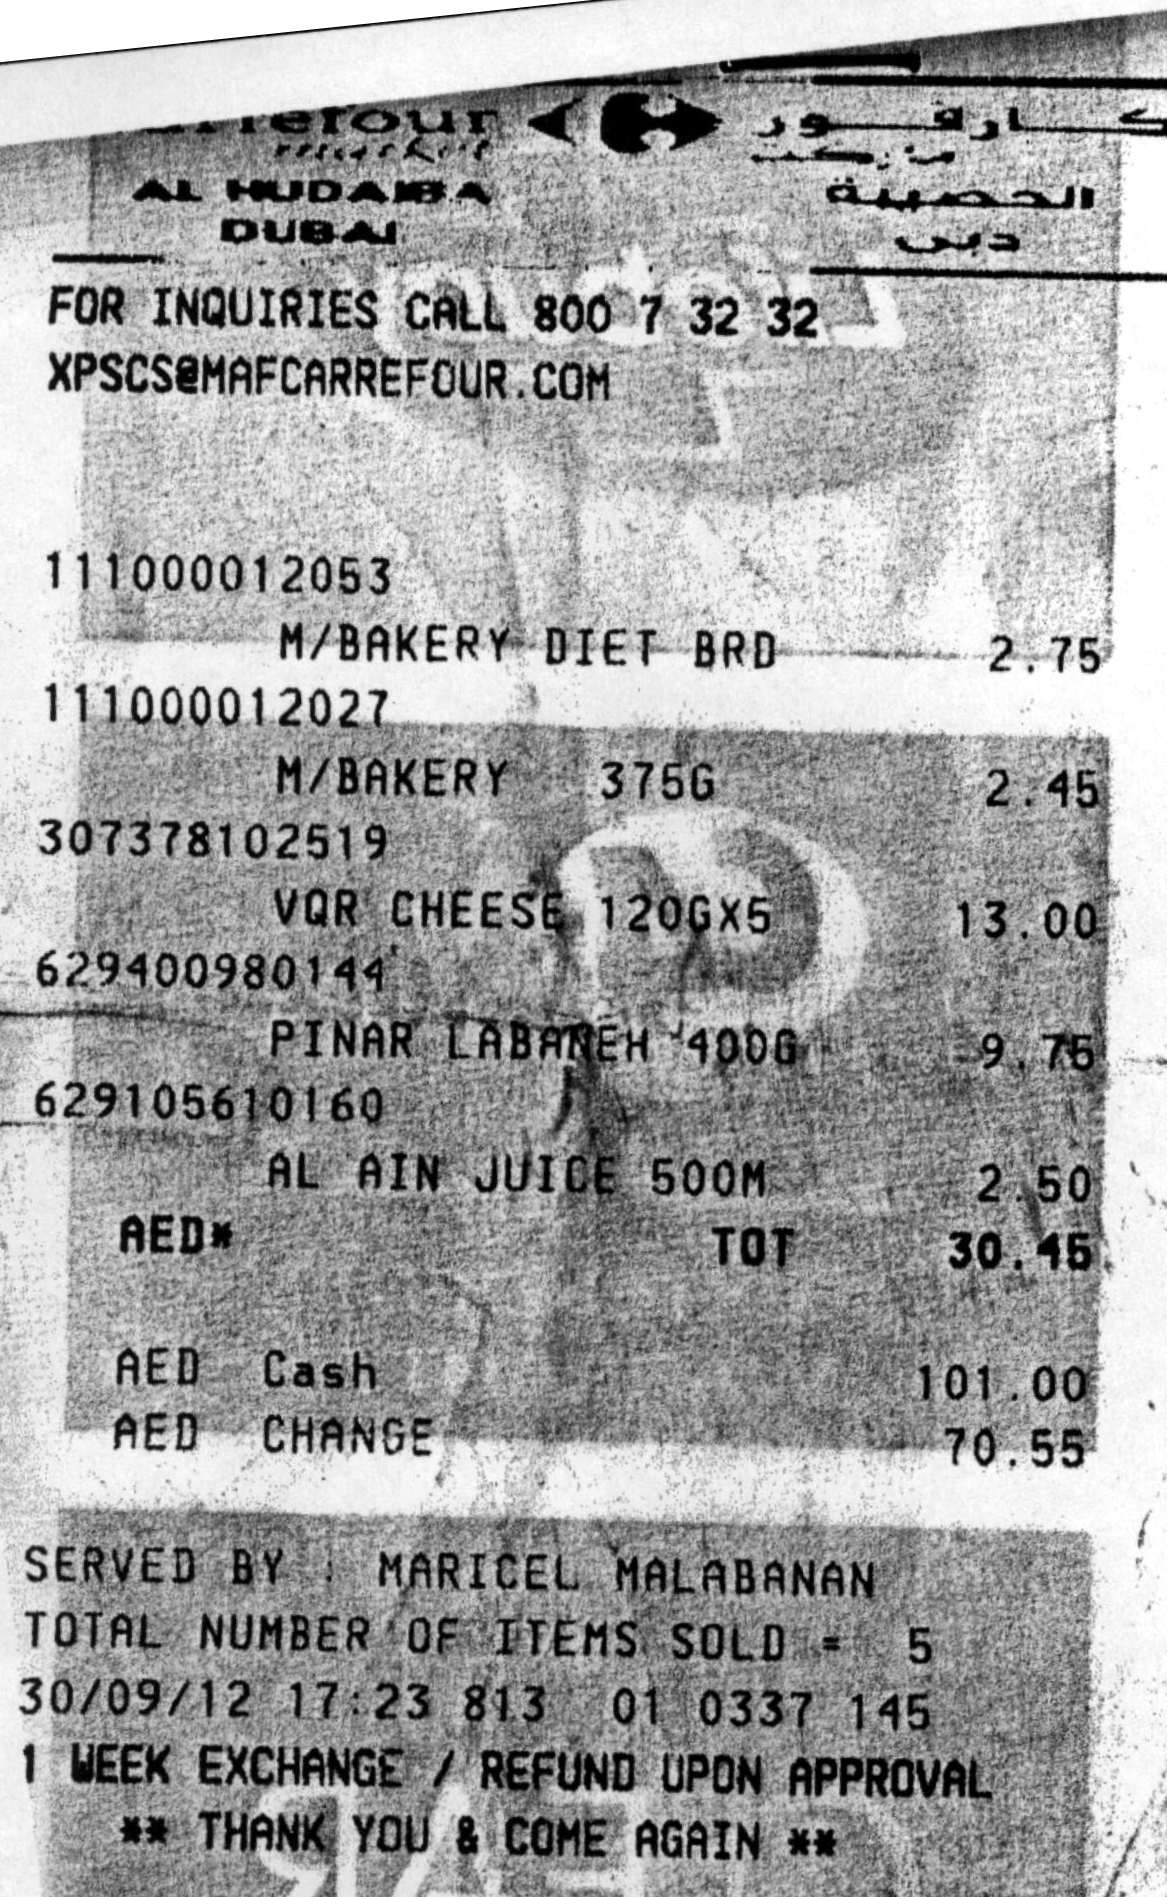 market
كارفور
ماركت
AL HUDAIBA
الحضيبة
DUBAI
دبي
FOR INQUIRIES CALL 800 7 32 32
XPSCS@MAFCARREFOUR.COM
111000012053
M/BAKERY DIET BRD 2.75
111000012027
M/BAKERY 375G 2.45
307378102519
VQR CHEESE 120GX5 13.00
629400980144
PINAR LABANEH 400G 9.75
629105610160
AL AIN JUICE 500M 2.50
AED* TOT 30.45
AED Cash 101.00
AED CHANGE 70.55
SERVED BY : MARICEL MALABANAN
TOTAL NUMBER OF ITEMS SOLD = 5
30/09/12 17:23 813 01 0337 145
1 WEEK EXCHANGE / REFUND UPON APPROVAL
** THANK YOU & COME AGAIN **